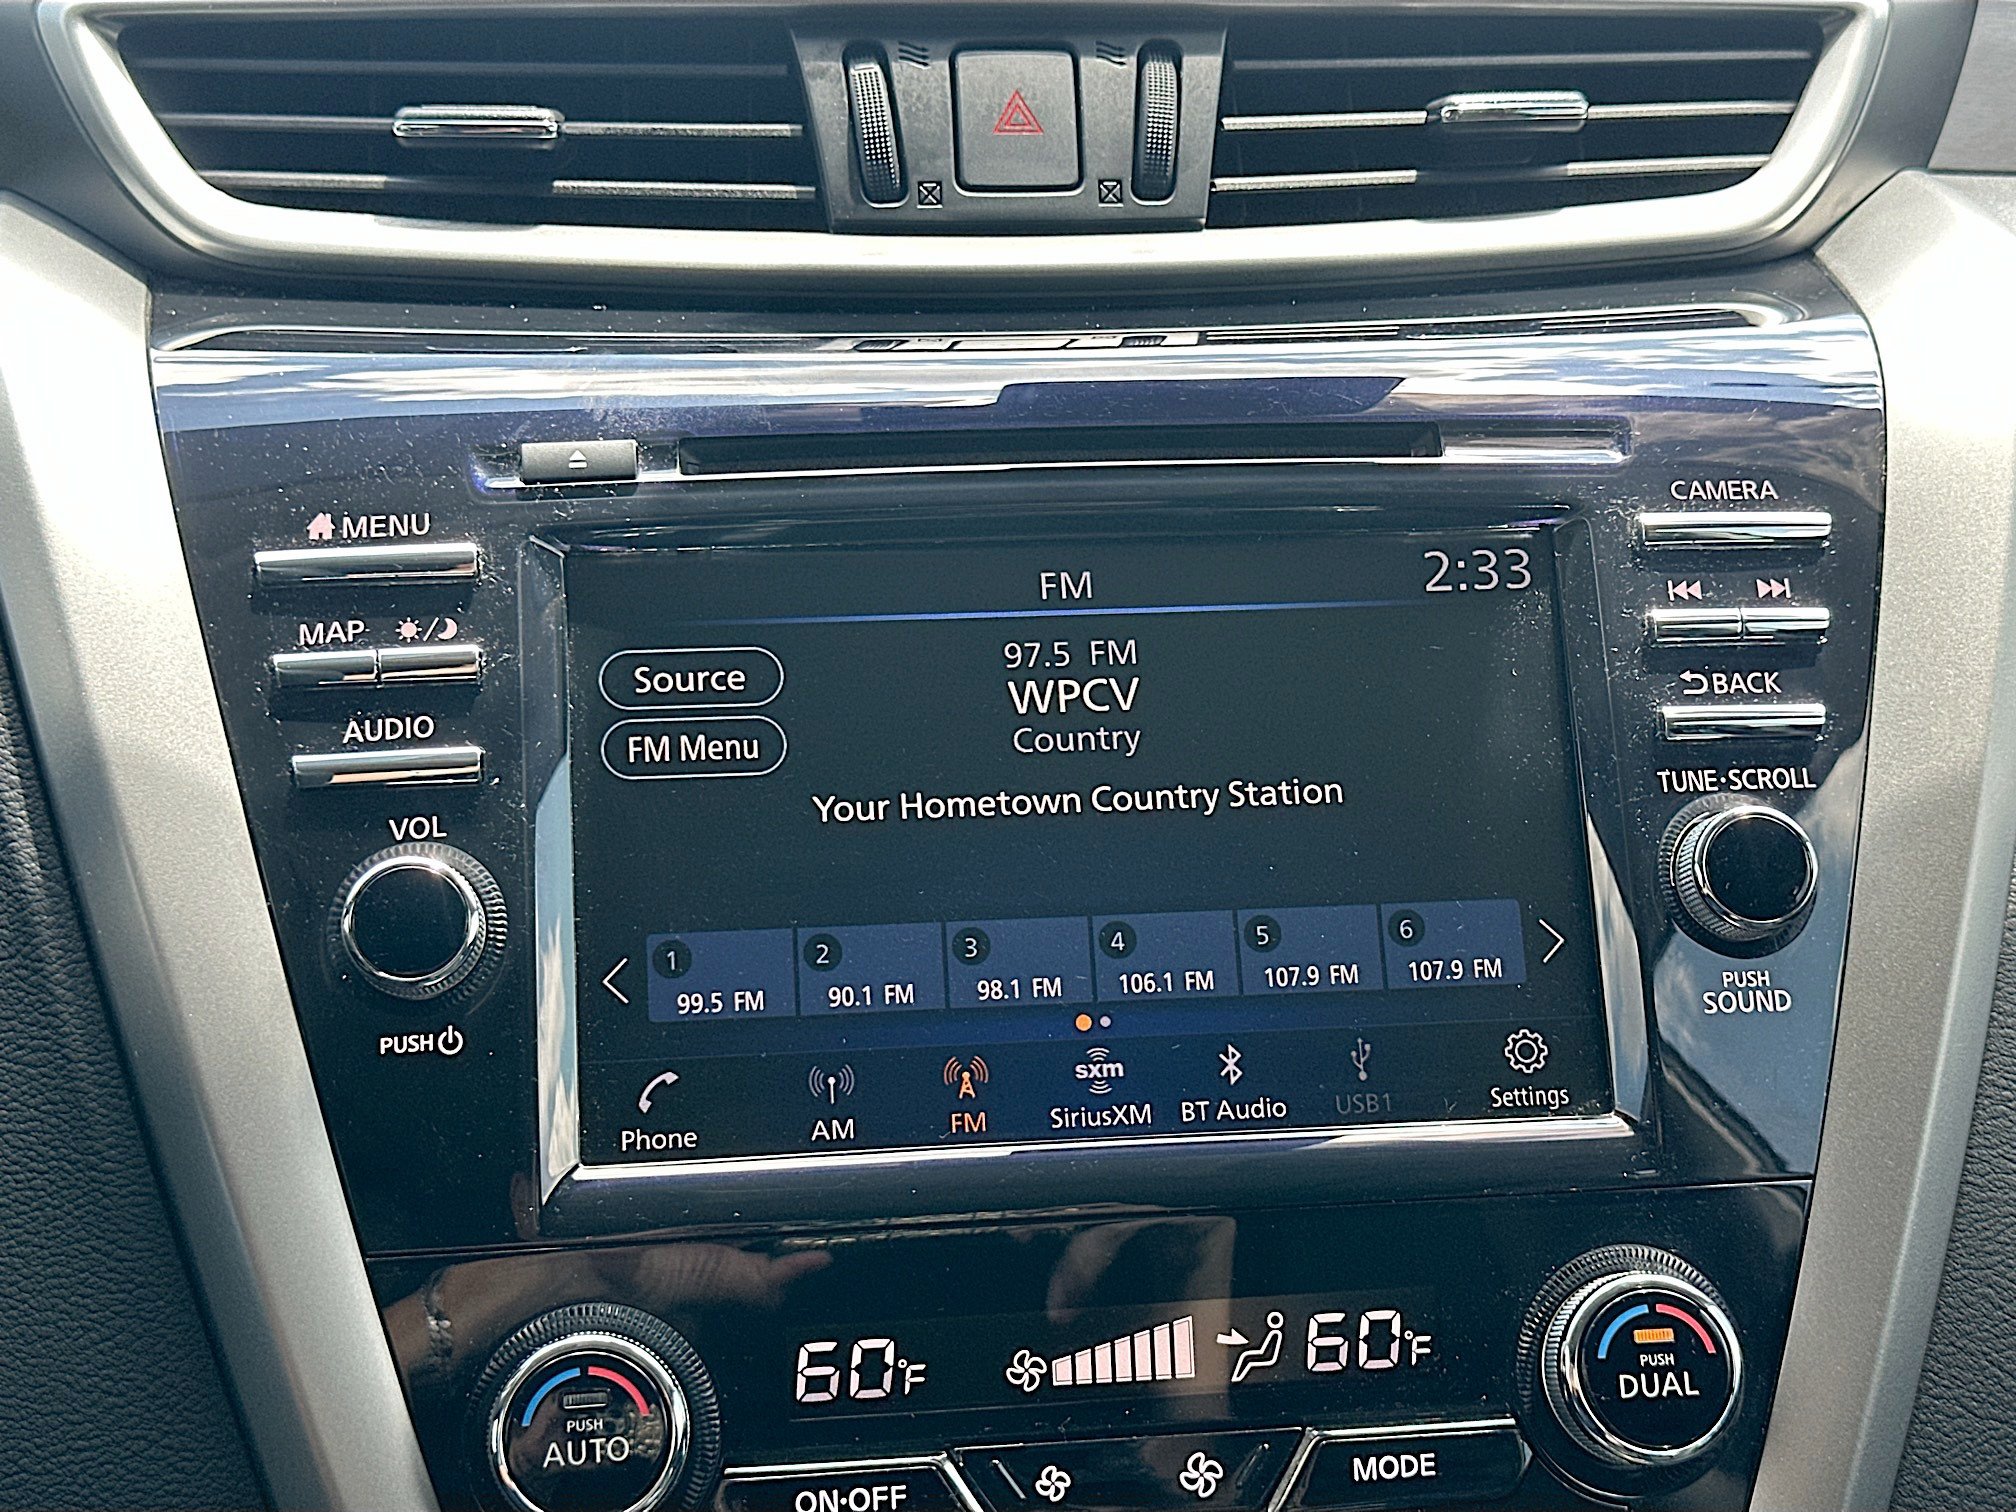 CAMERA
MENU
FM
2:33
MAP
97.5 FM
Source
WPCV
BACK
AUDIO
FM Menu
Country
TUNE·SCROLL
Your Hometown Country Station
VOL
1
2
3
4
5
6
99.5 FM
90.1 FM
98.1 FM
106.1 FM
107.9 FM
107.9 FM
PUSH
SOUND
PUSH
sxm
Phone
AM
FM
SiriusXM
BT Audio
USB1
Settings
60°F
60°F
PUSH
DUAL
PUSH
AUTO
ON·OFF
MODE